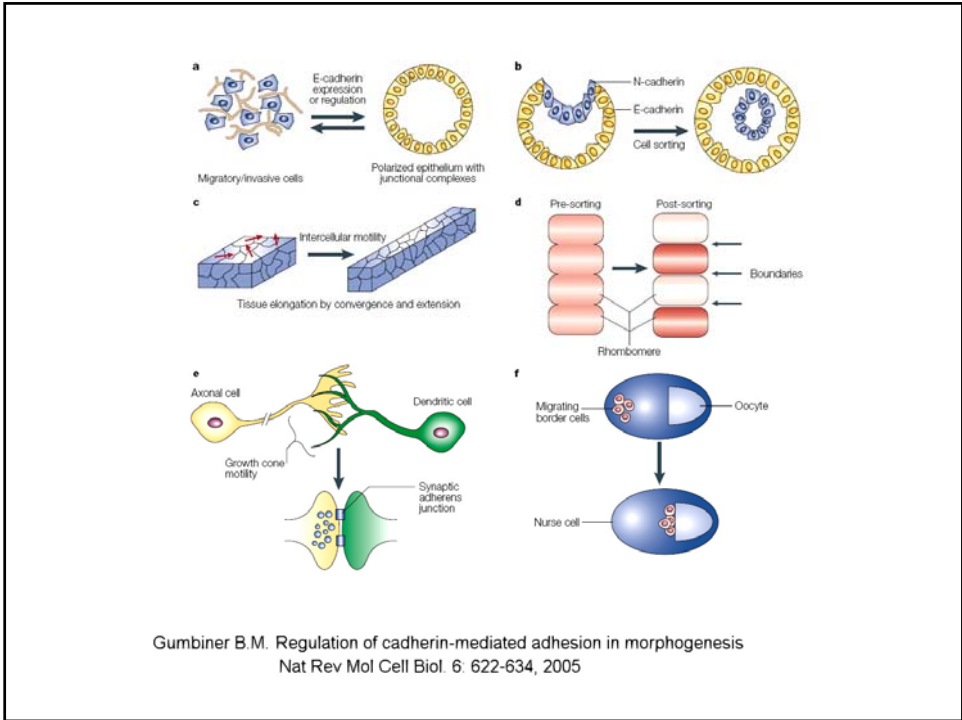 a
E-cadherin
expression
or regulation
Migratory/invasive cells
Polarized epithelium with
junctional complexes
b
N-cadherin
E-cadherin
Cell sorting
c
Intercellular motility
Tissue elongation by convergence and extension
d
Pre-sorting
Post-sorting
Boundaries
Rhombomere
e
Axonal cell
Dendritic cell
Growth cone
motility
Synaptic
adherens
junction
f
Migrating
border cells
Oocyte
Nurse cell
Gumbiner B.M. Regulation of cadherin-mediated adhesion in morphogenesis
Nat Rev Mol Cell Biol. 6: 622-634, 2005